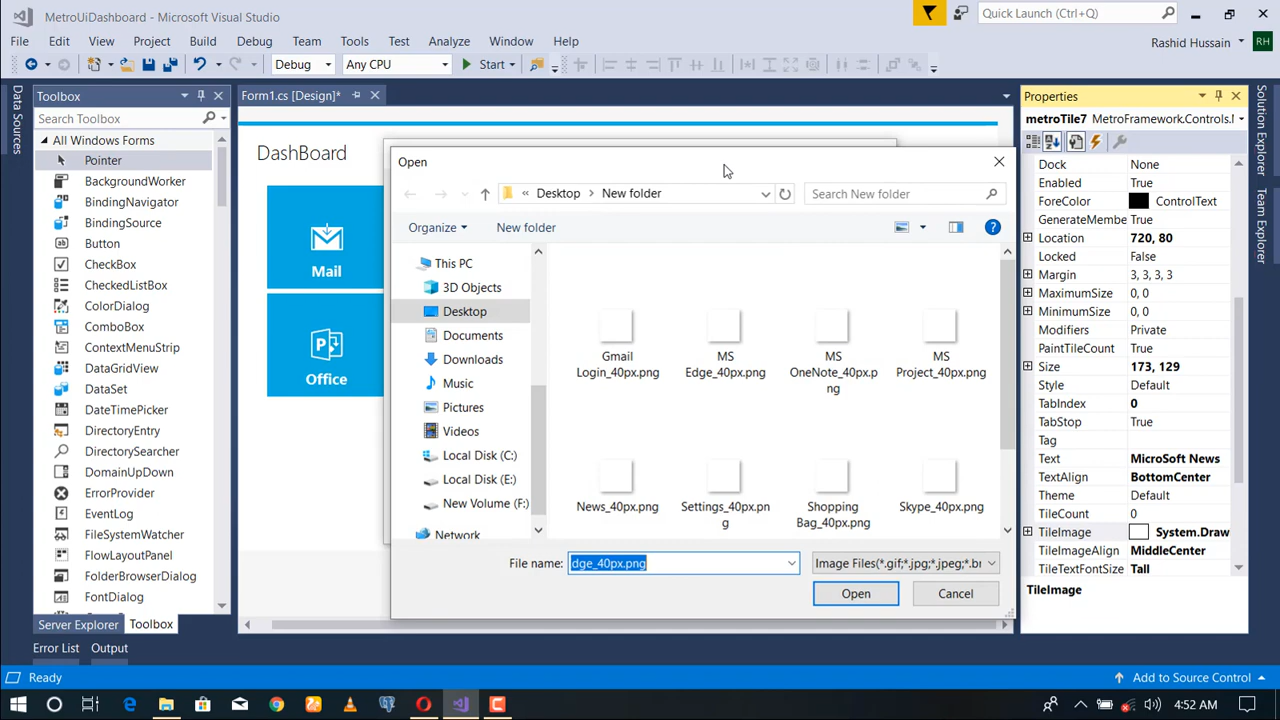 MetroUiDashboard - Microsoft Visual Studio
Quick Launch (Ctrl+Q)
File Edit View Project Build Debug Team Tools Test Analyze Window Help
Rashid Hussain RH
Debug Any CPU Start
Data Sources
Toolbox
Search Toolbox
All Windows Forms
Pointer
BackgroundWorker
BindingNavigator
BindingSource
Button
CheckBox
CheckedListBox
ColorDialog
ComboBox
ContextMenuStrip
DataGridView
DataSet
DateTimePicker
DirectoryEntry
DirectorySearcher
DomainUpDown
ErrorProvider
EventLog
FileSystemWatcher
FlowLayoutPanel
FolderBrowserDialog
FontDialog
Server Explorer Toolbox
Form1.cs [Design]*
DashBoard
Mail
Office
Open
« Desktop New folder
Search New folder
Organize New folder
This PC
3D Objects
Desktop
Documents
Downloads
Music
Pictures
Videos
Local Disk (C:)
Local Disk (E:)
New Volume (F:)
Network
Gmail
Login_40px.png
MS
Edge_40px.png
MS
OneNote_40px.p
ng
MS
Project_40px.png
News_40px.png
Settings_40px.pn
g
Shopping
Bag_40px.png
Skype_40px.png
File name: dge_40px.png
Image Files(*.gif;*.jpg;*.jpeg;*.br
Open Cancel
Properties
metroTile7 MetroFramework.Controls.
Dock None
Enabled True
ForeColor ControlText
GenerateMembe True
Location 720, 80
Locked False
Margin 3, 3, 3, 3
MaximumSize 0, 0
MinimumSize 0, 0
Modifiers Private
PaintTileCount True
Size 173, 129
Style Default
TabIndex 0
TabStop True
Tag
Text MicroSoft News
TextAlign BottomCenter
Theme Default
TileCount 0
TileImage System.Draw
TileImageAlign MiddleCenter
TileTextFontSize Tall
TileImage
Solution Explorer
Team Explorer
Error List Output
Ready
Add to Source Control
4:52 AM